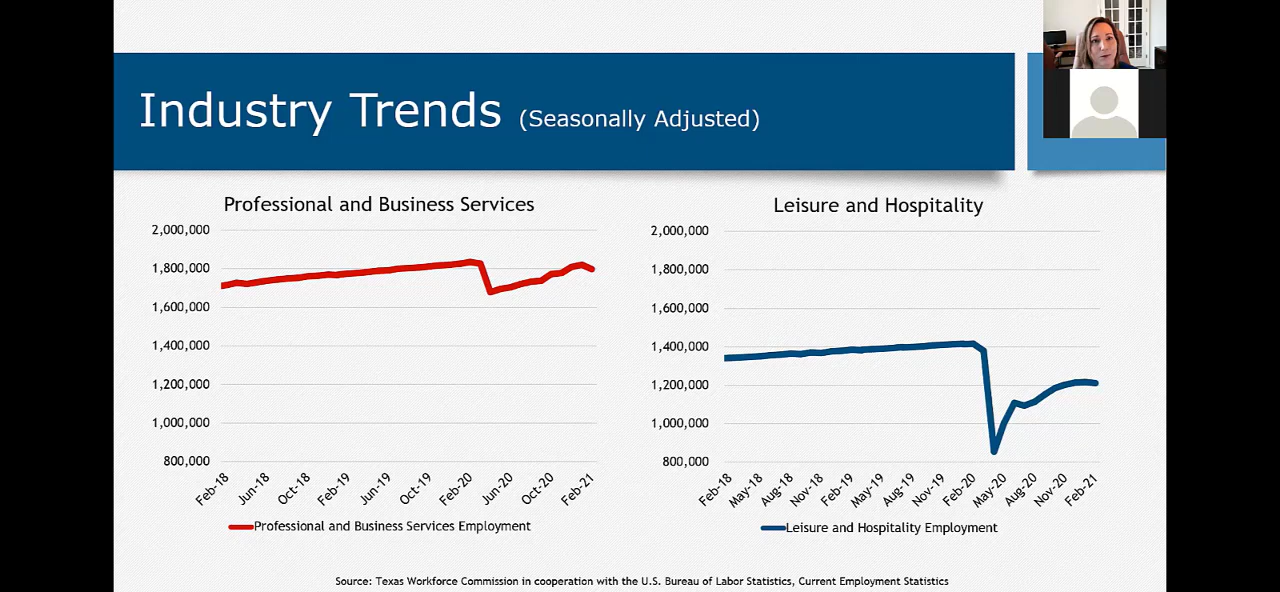 Industry Trends (Seasonally Adjusted)
Professional and Business Services
2,000,000
1,800,000
1,600,000
1,400,000
1,200,000
1,000,000
800,000
Feb-18
Jun-18
Oct-18
Feb-19
Jun-19
Oct-19
Feb-20
Jun-20
Oct-20
Feb-21
Professional and Business Services Employment
Leisure and Hospitality
2,000,000
1,800,000
1,600,000
1,400,000
1,200,000
1,000,000
800,000
Feb-18
May-18
Aug-18
Nov-18
Feb-19
May-19
Aug-19
Nov-19
Feb-20
May-20
Aug-20
Nov-20
Feb-21
Leisure and Hospitality Employment
Source: Texas Workforce Commission in cooperation with the U.S. Bureau of Labor Statistics, Current Employment Statistics